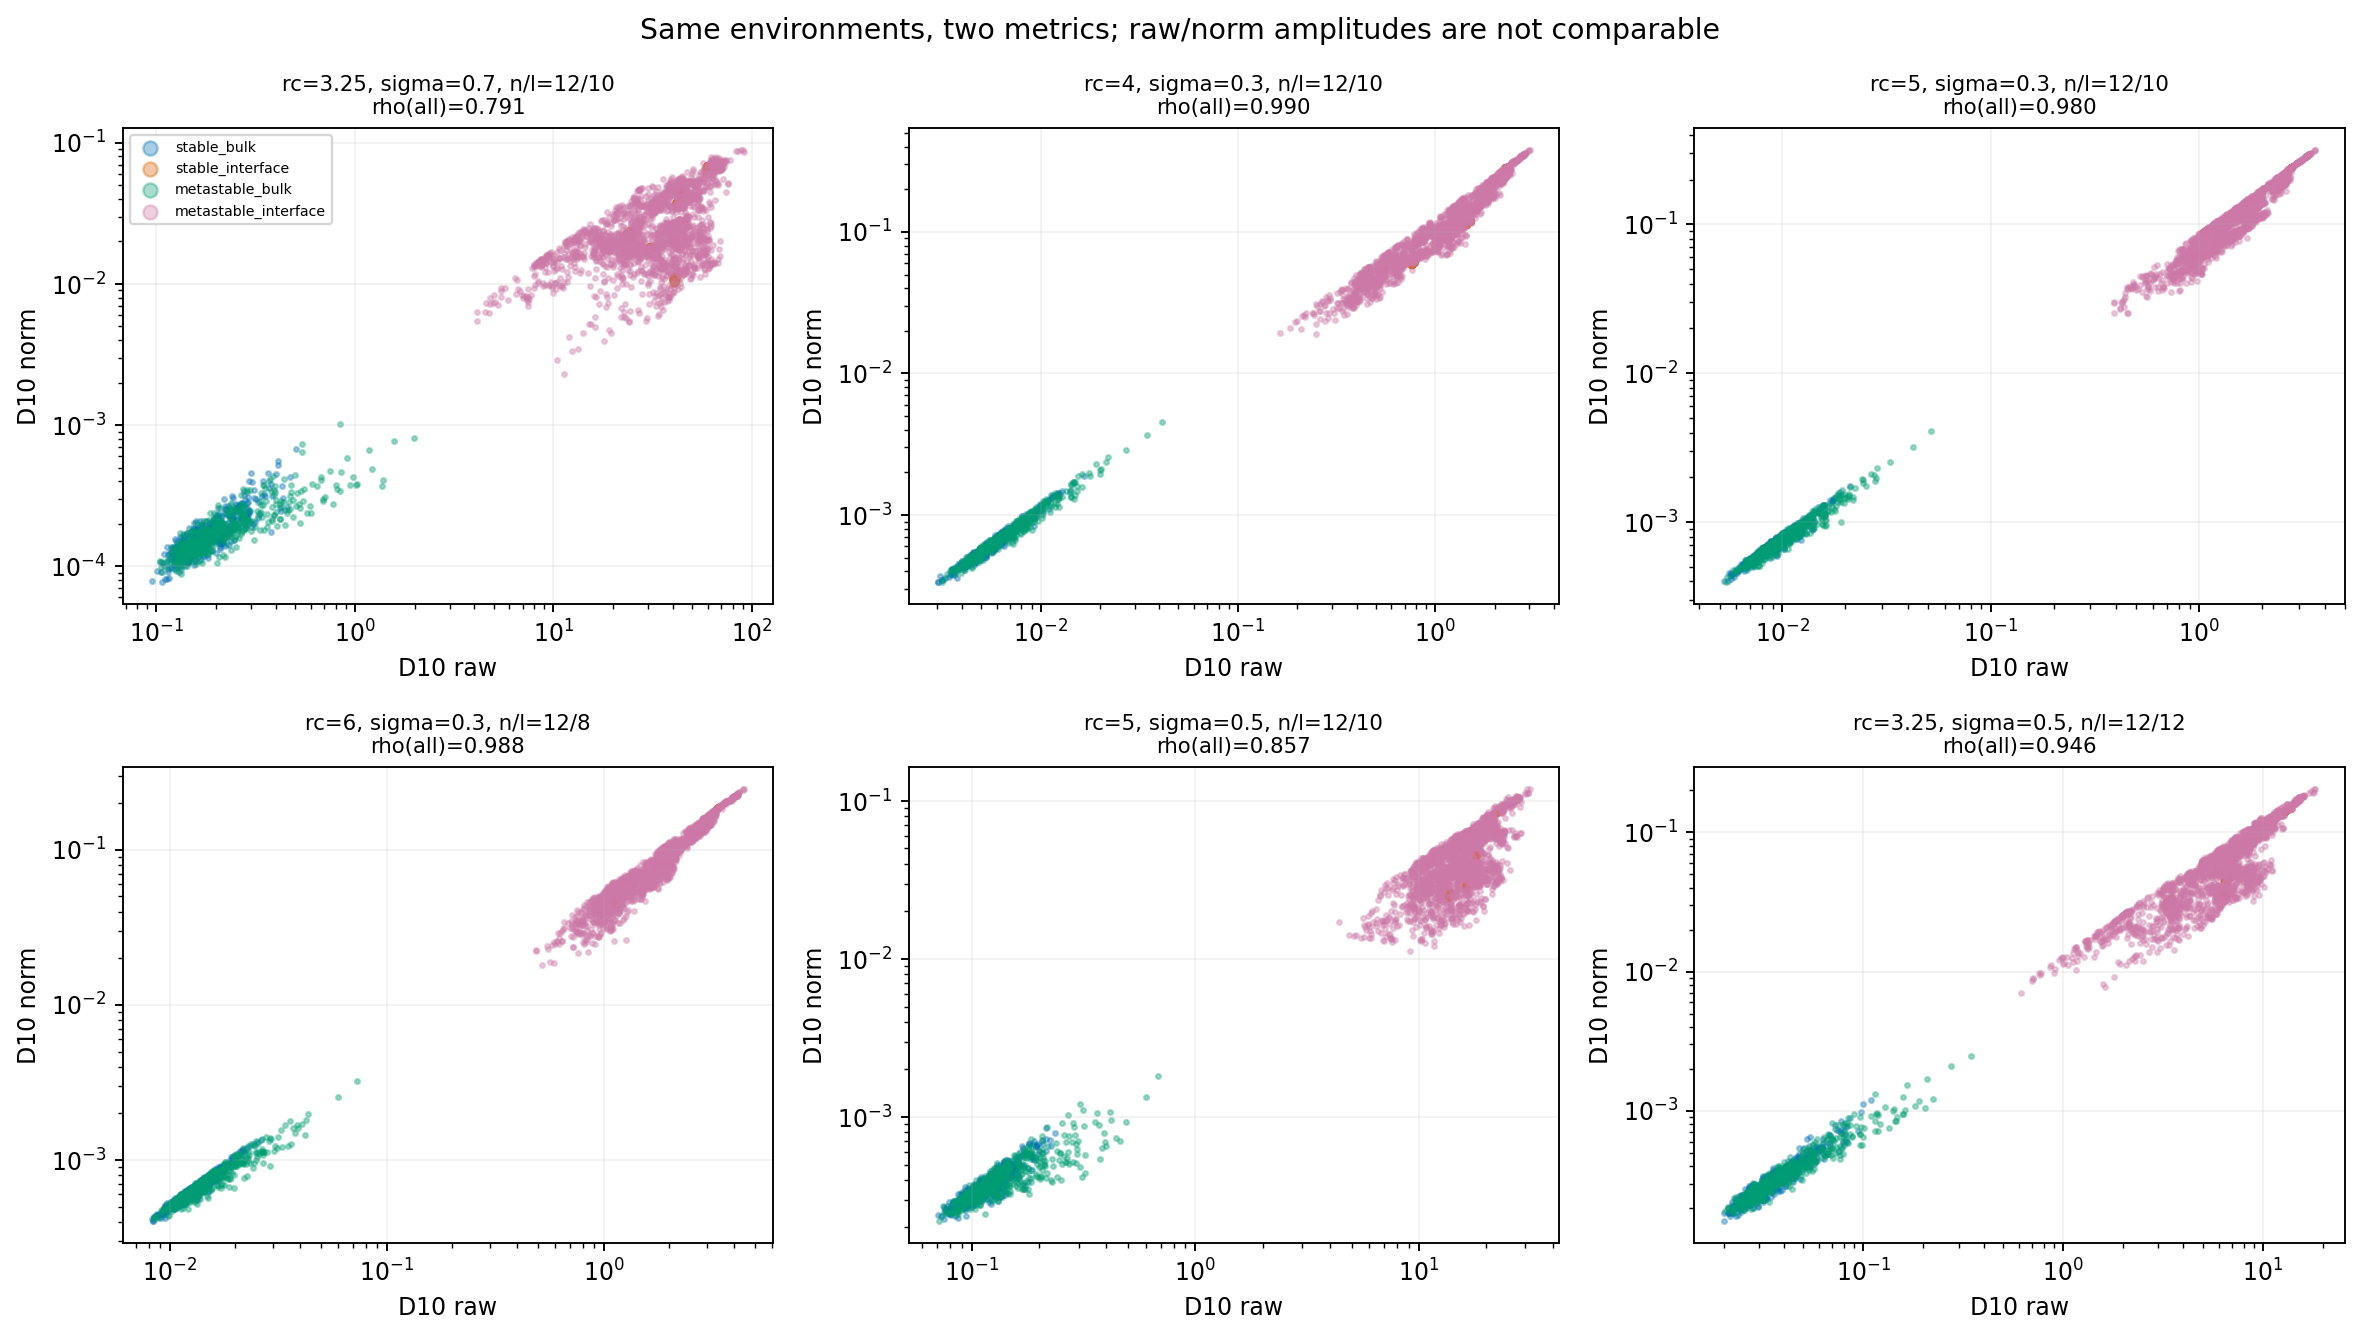 Same environments, two metrics; raw/norm amplitudes are not comparable
rc=3.25, sigma=0.7, n/l=12/10
rho(all)=0.791
stable_bulk
stable_interface
metastable_bulk
metastable_interface
10⁻¹
10⁻²
10⁻³
10⁻⁴
D10 norm
10⁻¹ 10⁰ 10¹ 10²
D10 raw
rc=4, sigma=0.3, n/l=12/10
rho(all)=0.990
10⁻¹
10⁻²
10⁻³
D10 norm
10⁻² 10⁻¹ 10⁰
D10 raw
rc=5, sigma=0.3, n/l=12/10
rho(all)=0.980
10⁻¹
10⁻²
10⁻³
D10 norm
10⁻² 10⁻¹ 10⁰
D10 raw
rc=6, sigma=0.3, n/l=12/8
rho(all)=0.988
10⁻¹
10⁻²
10⁻³
D10 norm
10⁻² 10⁻¹ 10⁰
D10 raw
rc=5, sigma=0.5, n/l=12/10
rho(all)=0.857
10⁻¹
10⁻²
10⁻³
D10 norm
10⁻¹ 10⁰ 10¹
D10 raw
rc=3.25, sigma=0.5, n/l=12/12
rho(all)=0.946
10⁻¹
10⁻²
10⁻³
D10 norm
10⁻¹ 10⁰ 10¹
D10 raw